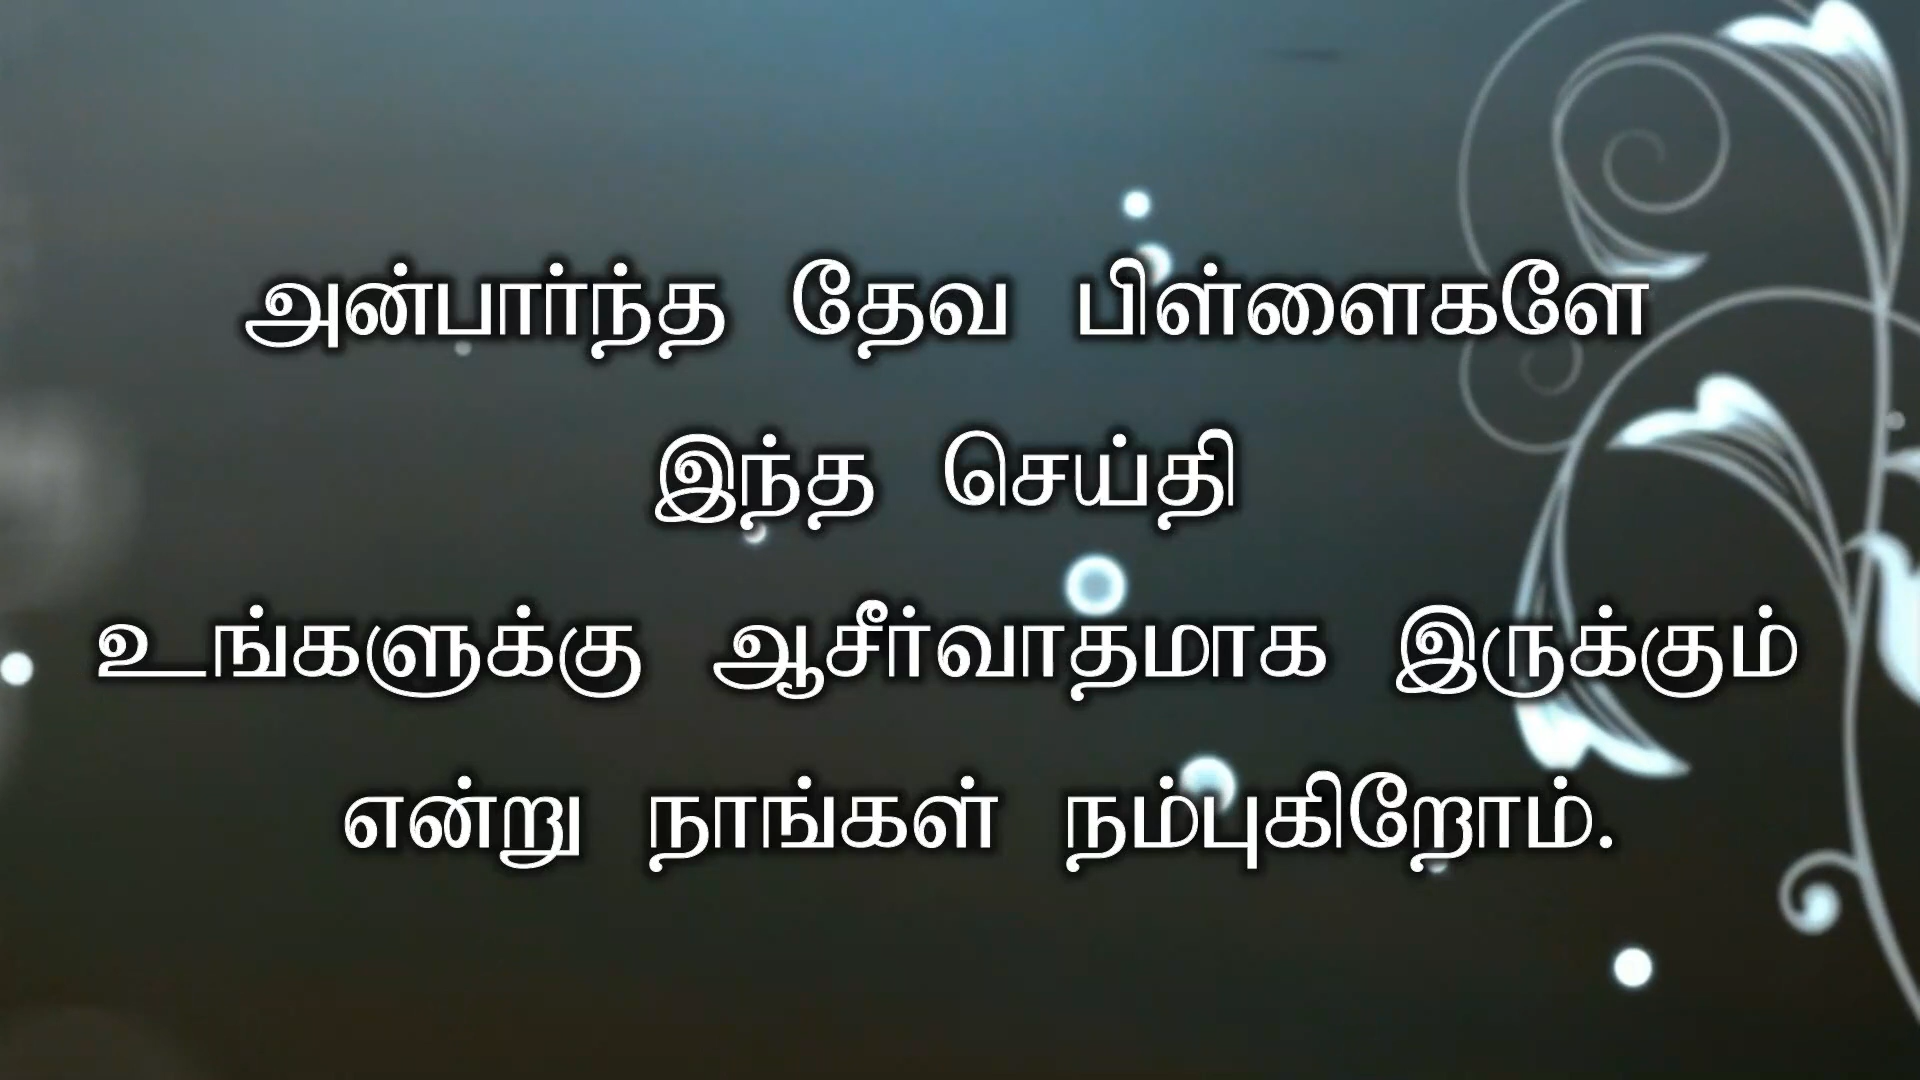 அன்பார்ந்த தேவ பிள்ளைகளே
இந்த செய்தி
உங்களுக்கு ஆசீர்வாதமாக இருக்கும்
என்று நாங்கள் நம்புகிறோம்.